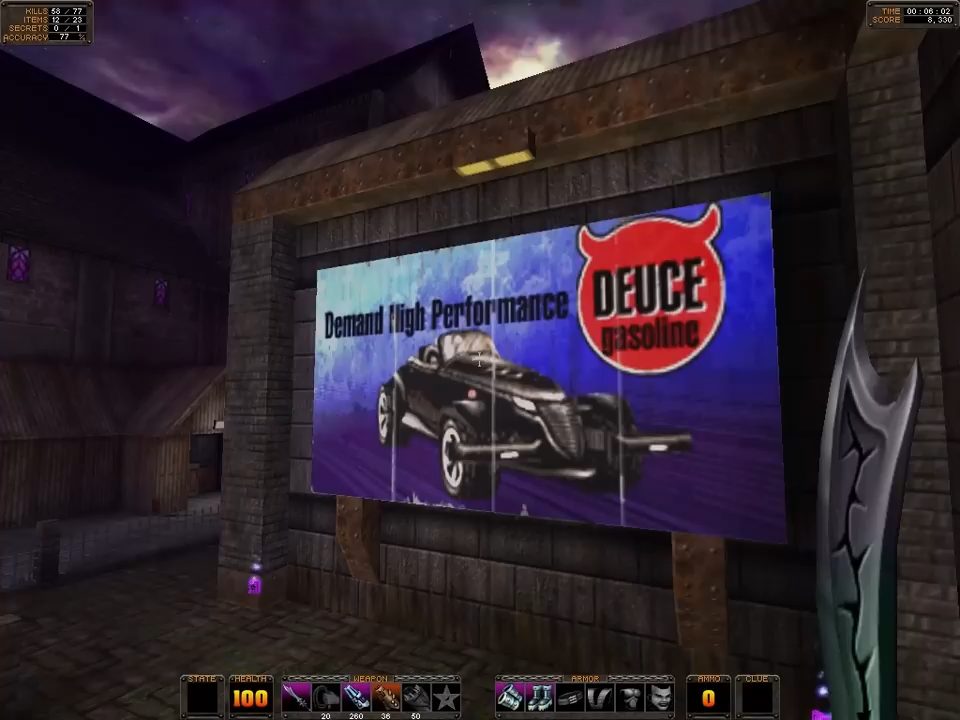 KILLS 58 / 77
ITEMS 12 / 23
SECRETS 0 / 1
ACCURACY 77 %
TIME 00:06:02
SCORE 8,330
DEUCE
gasoline
Demand High Performance
STATE HEALTH WEAPON ARMOR AMMO CLUE
100 0
20 260 36 50